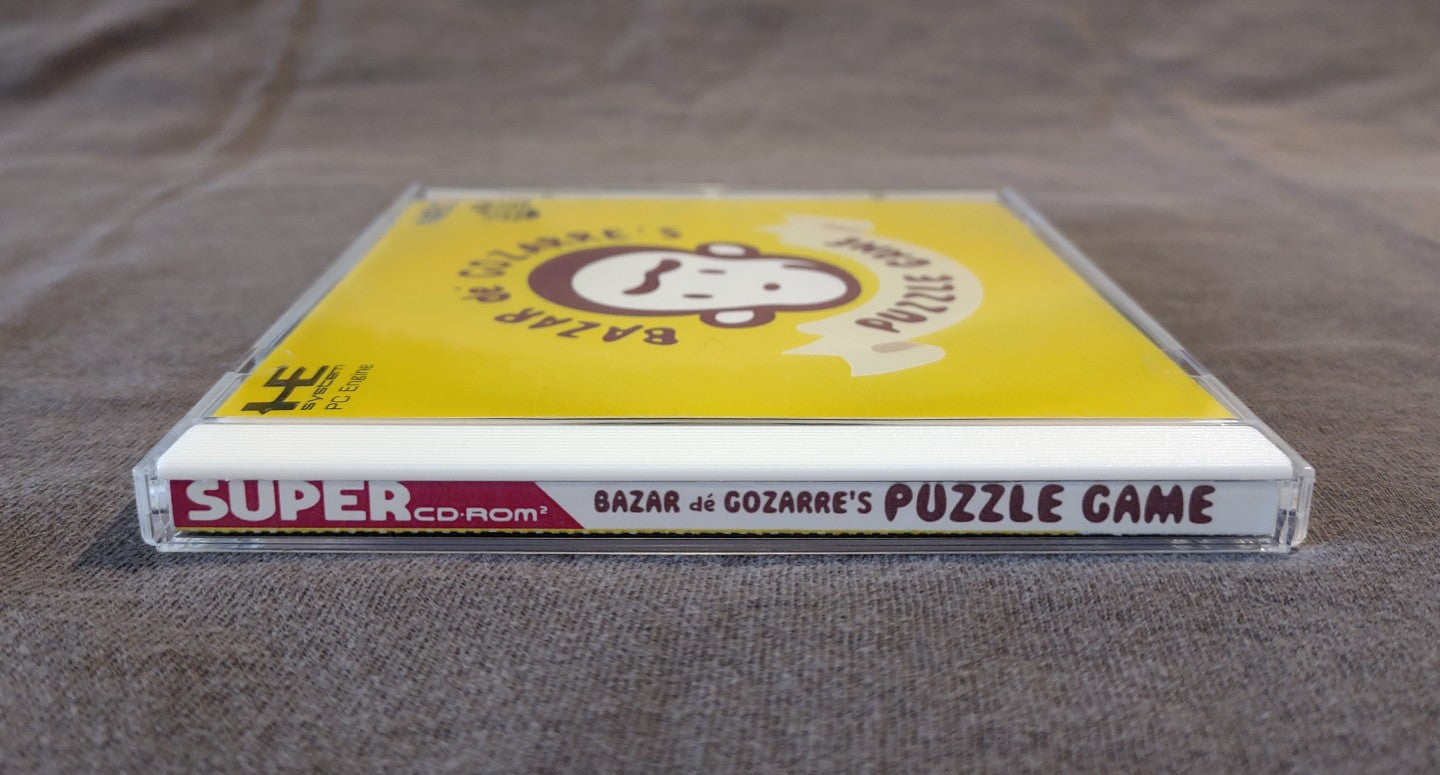 BAZAR dé GOZARRE'S
PUZZLE GAME
HE
system
PC Engine
SUPER CD-ROM²
BAZAR dé GOZARRE'S PUZZLE GAME